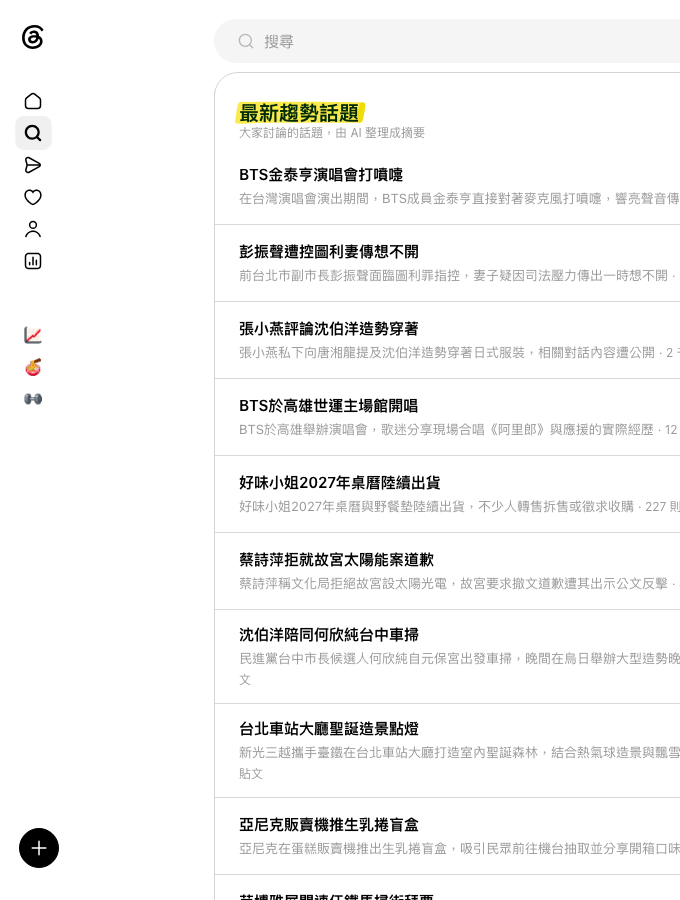 搜尋
最新趨勢話題
大家討論的話題，由 AI 整理成摘要
BTS金泰亨演唱會打噴嚏
在台灣演唱會演出期間，BTS成員金泰亨直接對著麥克風打噴嚏，響亮聲音傳
彭振聲遭控圖利妻傳想不開
前台北市副市長彭振聲面臨圖利罪指控，妻子疑因司法壓力傳出一時想不開 ·
張小燕評論沈伯洋造勢穿著
張小燕私下向唐湘龍提及沈伯洋造勢穿著日式服裝，相關對話內容遭公開 · 2
BTS於高雄世運主場館開唱
BTS於高雄舉辦演唱會，歌迷分享現場合唱《阿里郎》與應援的實際經歷 · 12
好味小姐2027年桌曆陸續出貨
好味小姐2027年桌曆與野餐墊陸續出貨，不少人轉售拆售或徵求收購 · 227 則
蔡詩萍拒就故宮太陽能案道歉
蔡詩萍稱文化局拒絕故宮設太陽光電，故宮要求撤文道歉遭其出示公文反擊 ·
沈伯洋陪同何欣純台中車掃
民進黨台中市長候選人何欣純自元保宮出發車掃，晚間在烏日舉辦大型造勢晚
文
台北車站大廳聖誕造景點燈
新光三越攜手臺鐵在台北車站大廳打造室內聖誕森林，結合熱氣球造景與飄雪
貼文
亞尼克販賣機推生乳捲盲盒
亞尼克在蛋糕販賣機推出生乳捲盲盒，吸引民眾前往機台抽取並分享開箱口味